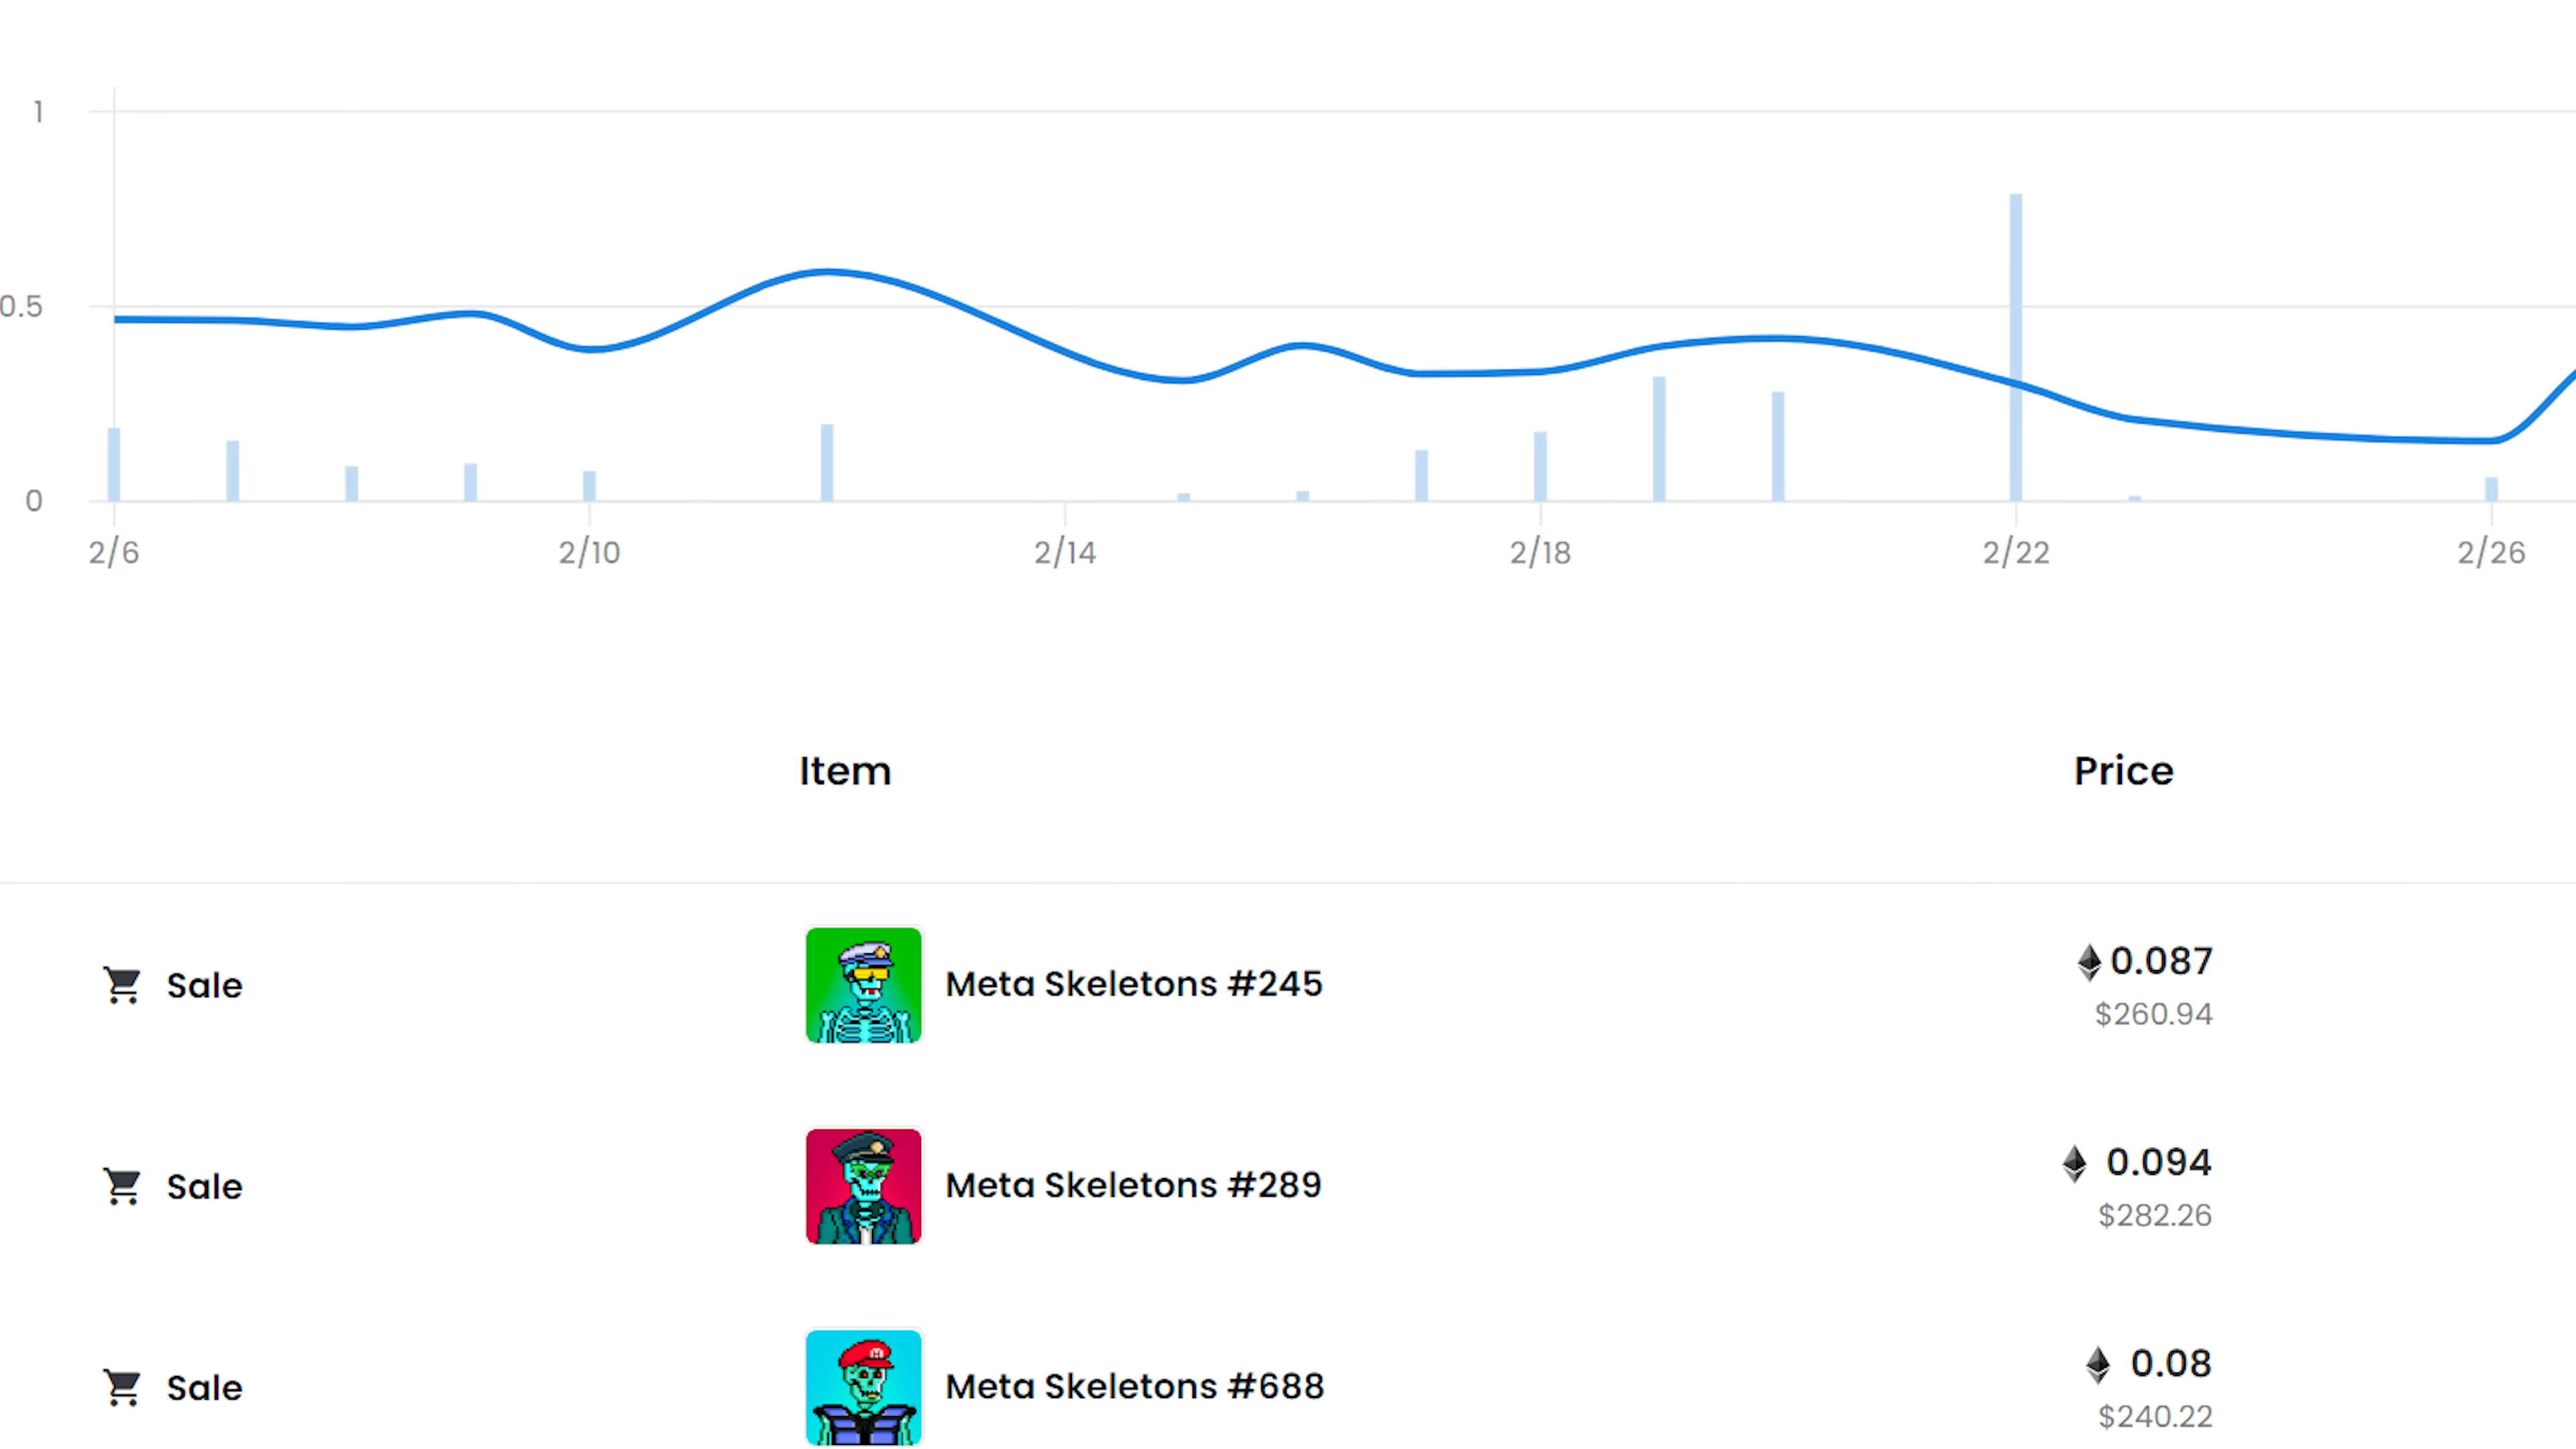 1
0.5
0
2/6 2/10 2/14 2/18 2/22 2/26
Item Price
Sale Meta Skeletons #245 0.087
$260.94
Sale Meta Skeletons #289 0.094
$282.26
Sale Meta Skeletons #688 0.08
$240.22